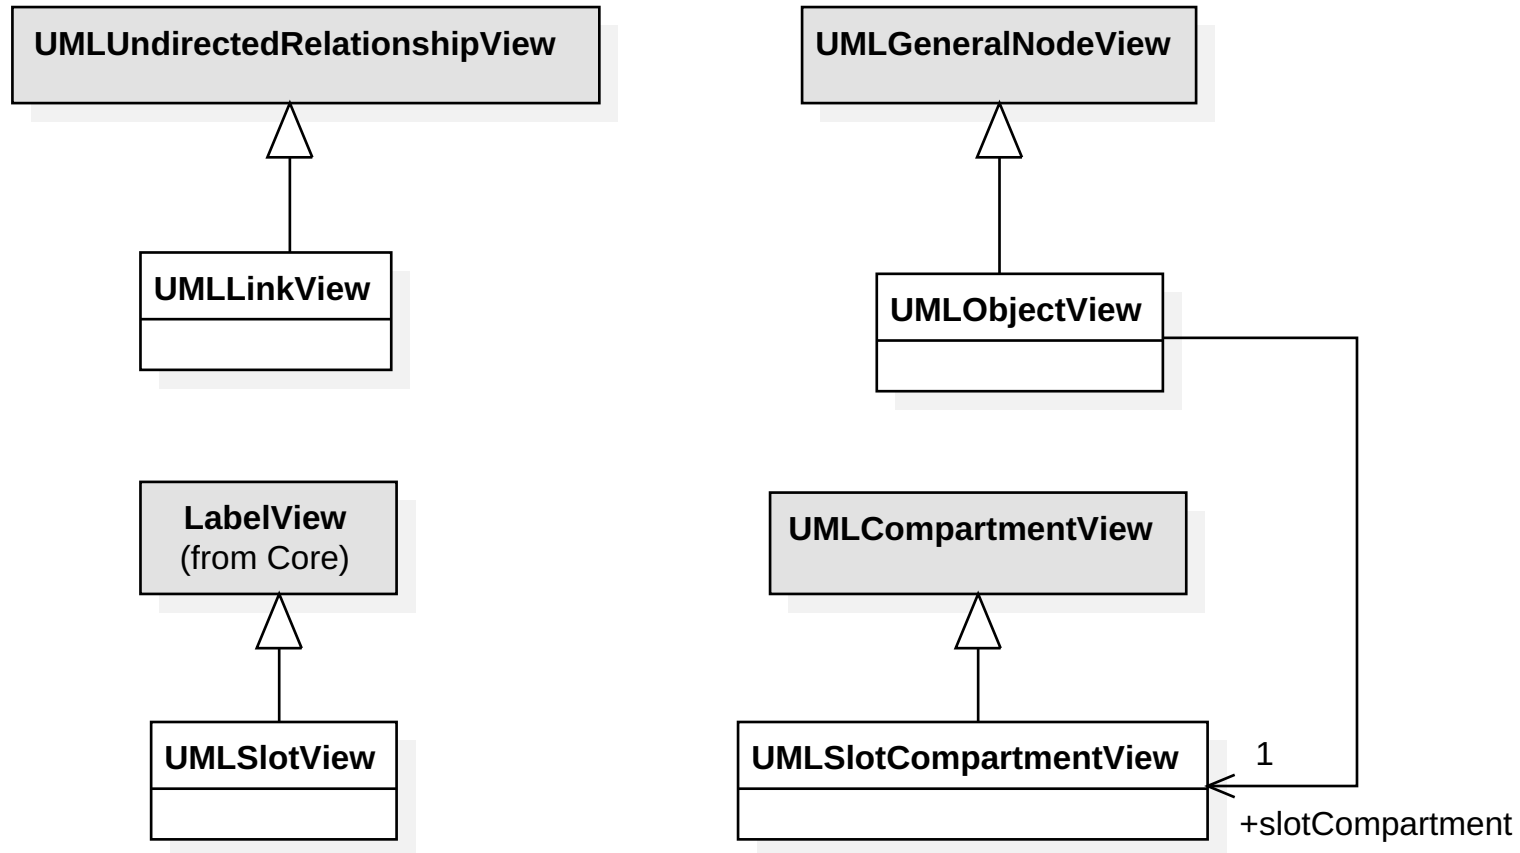 UMLUndirectedRelationshipView
UMLGeneralNodeView
UMLLinkView
UMLObjectView
LabelView
(from Core)
UMLCompartmentView
UMLSlotView
UMLSlotCompartmentView
1
+slotCompartment